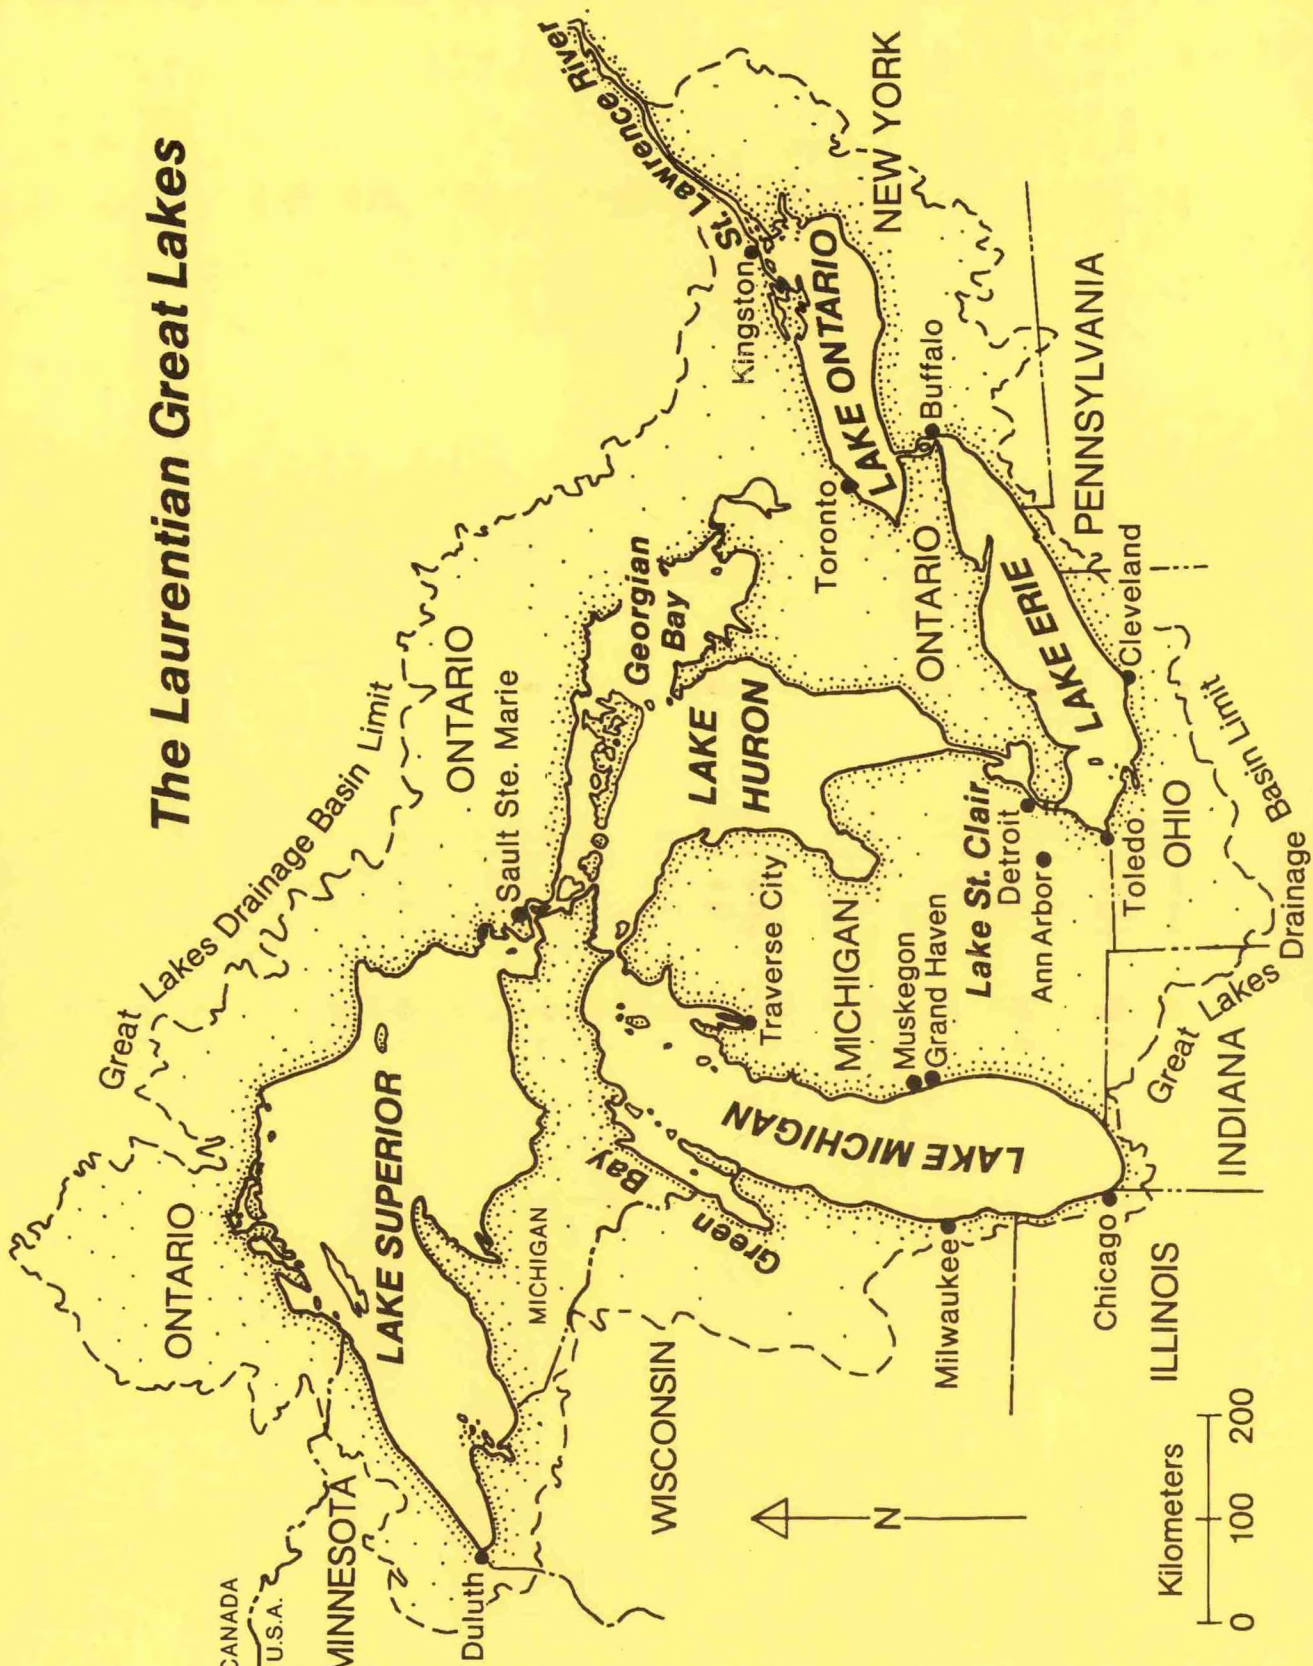 The Laurentian Great Lakes
CANADA
U.S.A.
MINNESOTA
Duluth
ONTARIO
LAKE SUPERIOR
MICHIGAN
WISCONSIN
Great Lakes Drainage Basin Limit
ONTARIO
Sault Ste. Marie
Georgian
Bay
LAKE
HURON
Green Bay
LAKE MICHIGAN
Traverse City
MICHIGAN
Muskegon
Grand Haven
Lake St. Clair
Detroit
Ann Arbor
Milwaukee
Chicago
ILLINOIS
INDIANA
Great Lakes Drainage Basin Limit
Toledo
OHIO
Cleveland
LAKE ERIE
ONTARIO
Toronto
LAKE ONTARIO
Kingston
St. Lawrence River
Buffalo
NEW YORK
PENNSYLVANIA
N
Kilometers
0 100 200